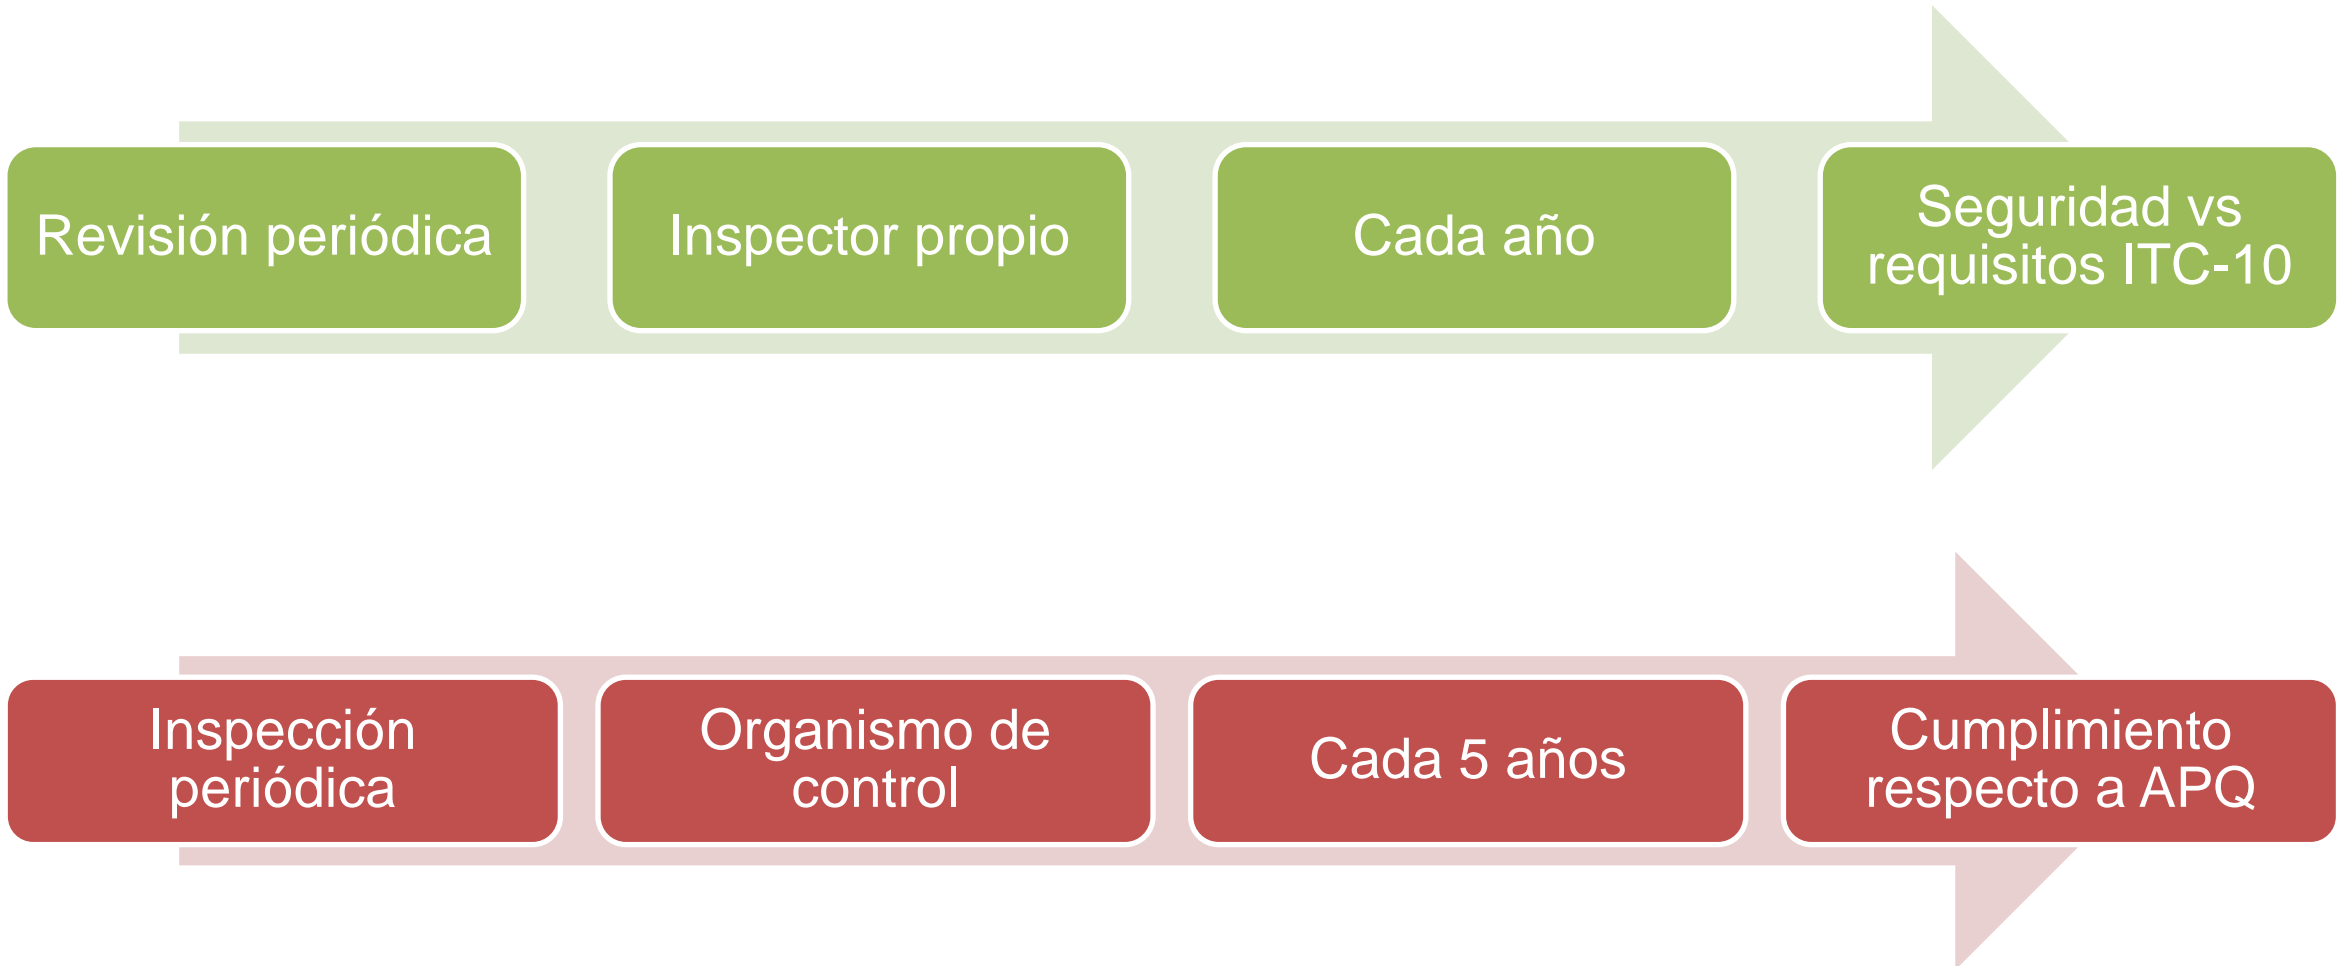 Revisión periódica
Inspector propio
Cada año
Seguridad vs
requisitos ITC-10
Inspección
periódica
Organismo de
control
Cada 5 años
Cumplimiento
respecto a APQ